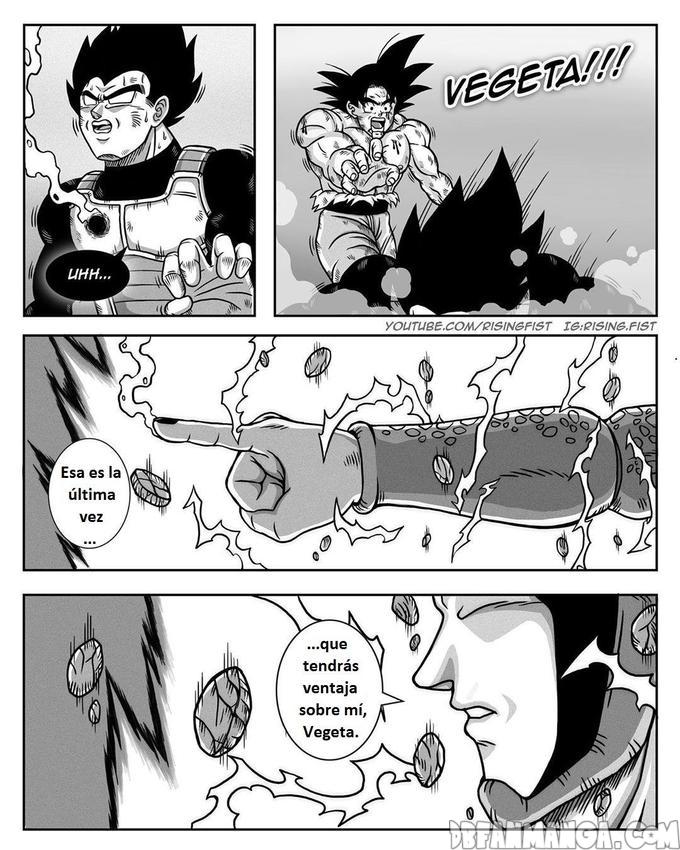 VEGETA!!!
UHH...
YOUTUBE.COM/RISINGFIST IG:RISING.FIST
Esa es la
última
vez
...
...que
tendrás
ventaja
sobre mí,
Vegeta.
DBFANMANGA.COM